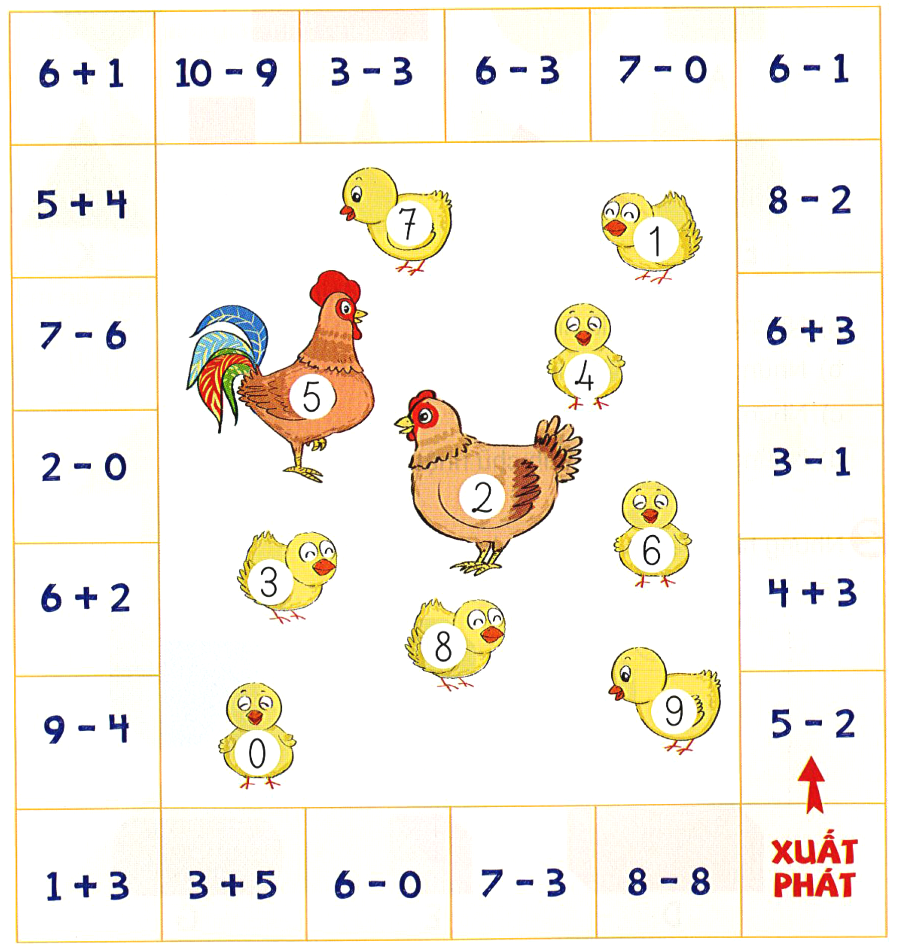 6 + 1 10 - 9 3 - 3 6 - 3 7 - 0 6 - 1
5 + 4 8 - 2
7 1
7 - 6 6 + 3
5 4
2 - 0 3 - 1
2
6 + 2 4 + 3
3 6
8
9 - 4 5 - 2
0 9
1 + 3 3 + 5 6 - 0 7 - 3 8 - 8 XUẤT
PHÁT